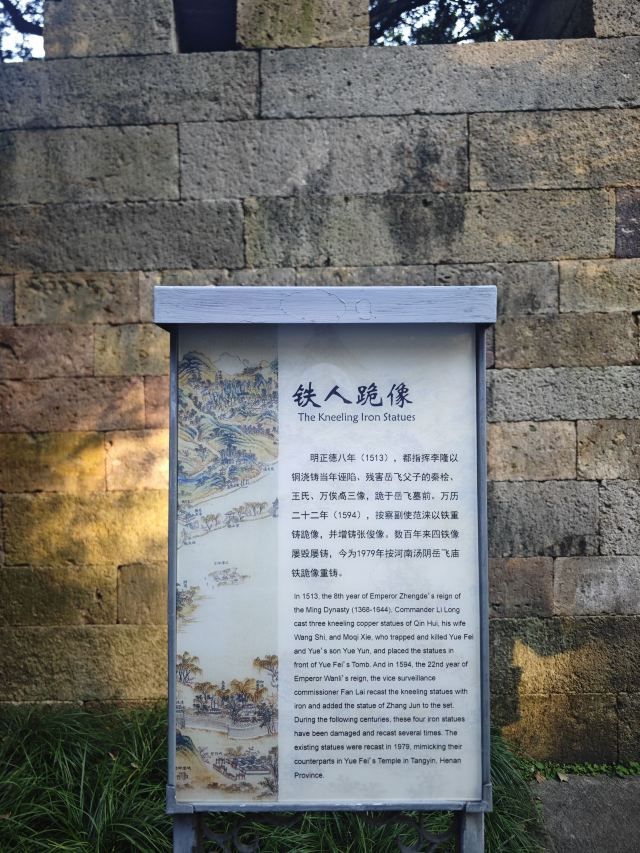 铁人跪像
The Kneeling Iron Statues
明正德八年（1513），都指挥李隆以
铜浇铸当年诬陷、残害岳飞父子的秦桧、
王氏、万俟卨三像，跪于岳飞墓前。万历
二十二年（1594），按察副使范涞以铁重
铸跪像，并增铸张俊像。数百年来四铁像
屡毁屡铸，今为1979年按河南汤阴岳飞庙
铁跪像重铸。
In 1513, the 8th year of Emperor Zhengde's reign of
the Ming Dynasty (1368-1644), Commander Li Long
cast three kneeling copper statues of Qin Hui, his wife
Wang Shi, and Moqi Xie, who trapped and killed Yue Fei
and Yue's son Yue Yun, and placed the statues in
front of Yue Fei's Tomb. And in 1594, the 22nd year of
Emperor Wanli's reign, the vice surveillance
commissioner Fan Lai recast the kneeling statues with
iron and added the statue of Zhang Jun to the set.
During the following centuries, these four iron statues
have been damaged and recast several times. The
existing statues were recast in 1979, mimicking their
counterparts in Yue Fei's Temple in Tangyin, Henan
Province.